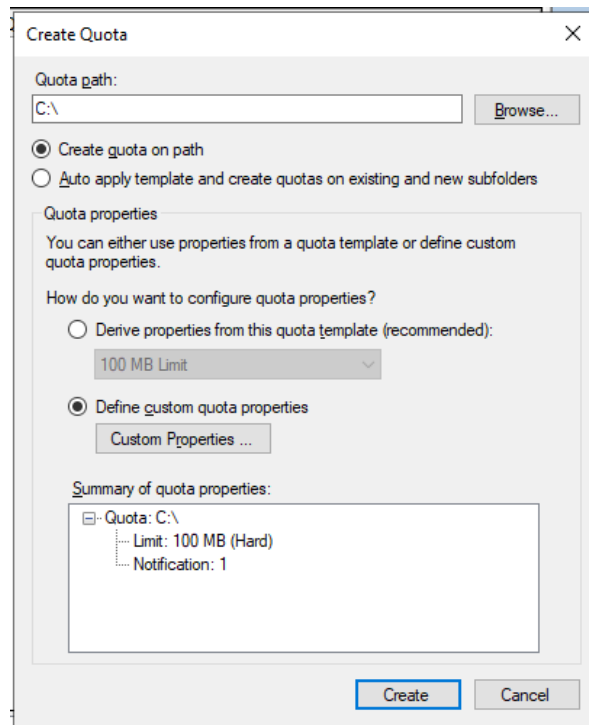 Create Quota
Quota path:
C:\
Browse...
Create quota on path
Auto apply template and create quotas on existing and new subfolders
Quota properties
You can either use properties from a quota template or define custom
quota properties.
How do you want to configure quota properties?
Derive properties from this quota template (recommended):
100 MB Limit
Define custom quota properties
Custom Properties ...
Summary of quota properties:
Quota: C:\
Limit: 100 MB (Hard)
Notification: 1
Create
Cancel